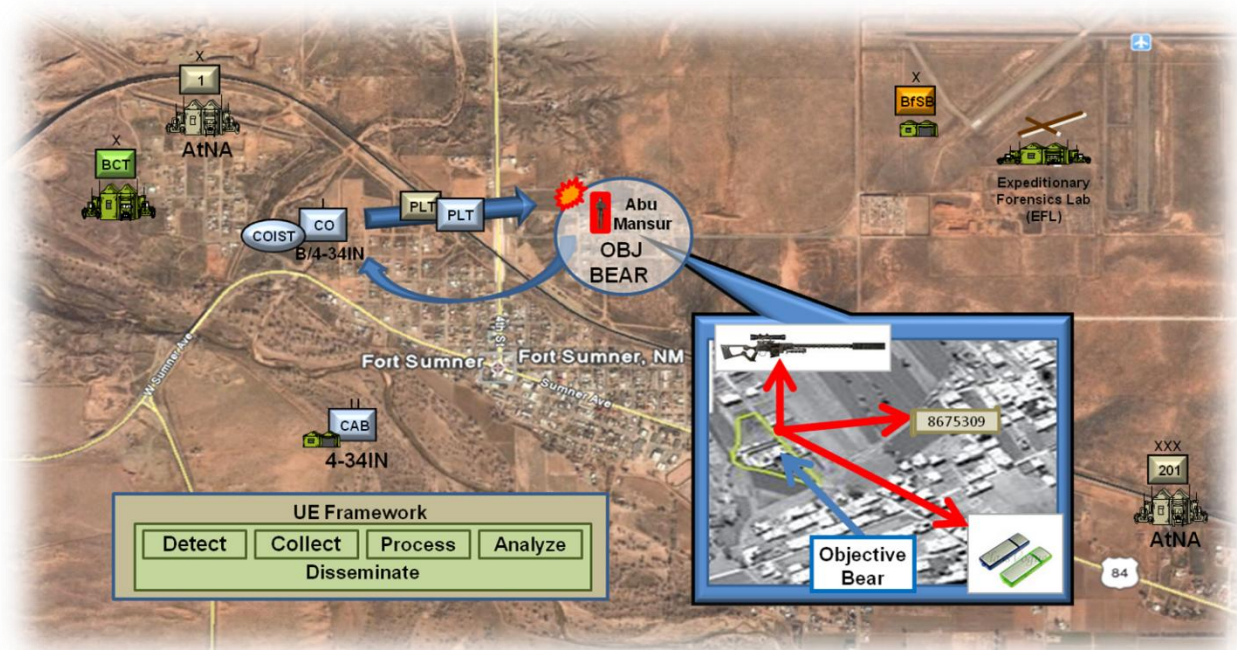 X
1
AtNA
X
BCT
X
BfSB
Expeditionary
Forensics Lab
(EFL)
I
CO
COIST
B/4-34IN
PLT
PLT
Abu
Mansur
OBJ
BEAR
4th St
Fort Sumner
Fort Sumner, NM
W Sumner Ave
Sumner Ave
II
CAB
4-34IN
8675309
Objective
Bear
XXX
201
AtNA
84
UE Framework
Detect
Collect
Process
Analyze
Disseminate